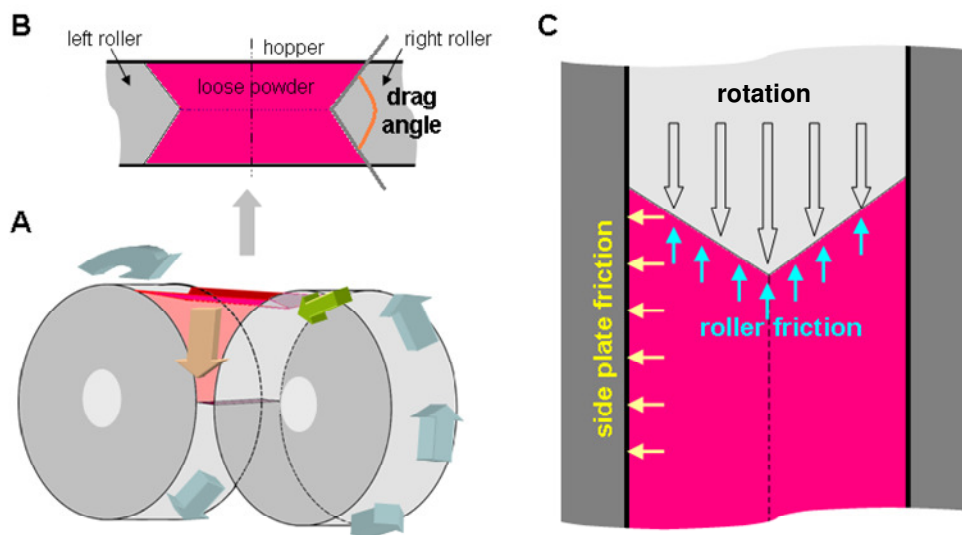 B
left roller
hopper
right roller
loose powder
drag
angle
A
C
rotation
side plate friction
roller friction